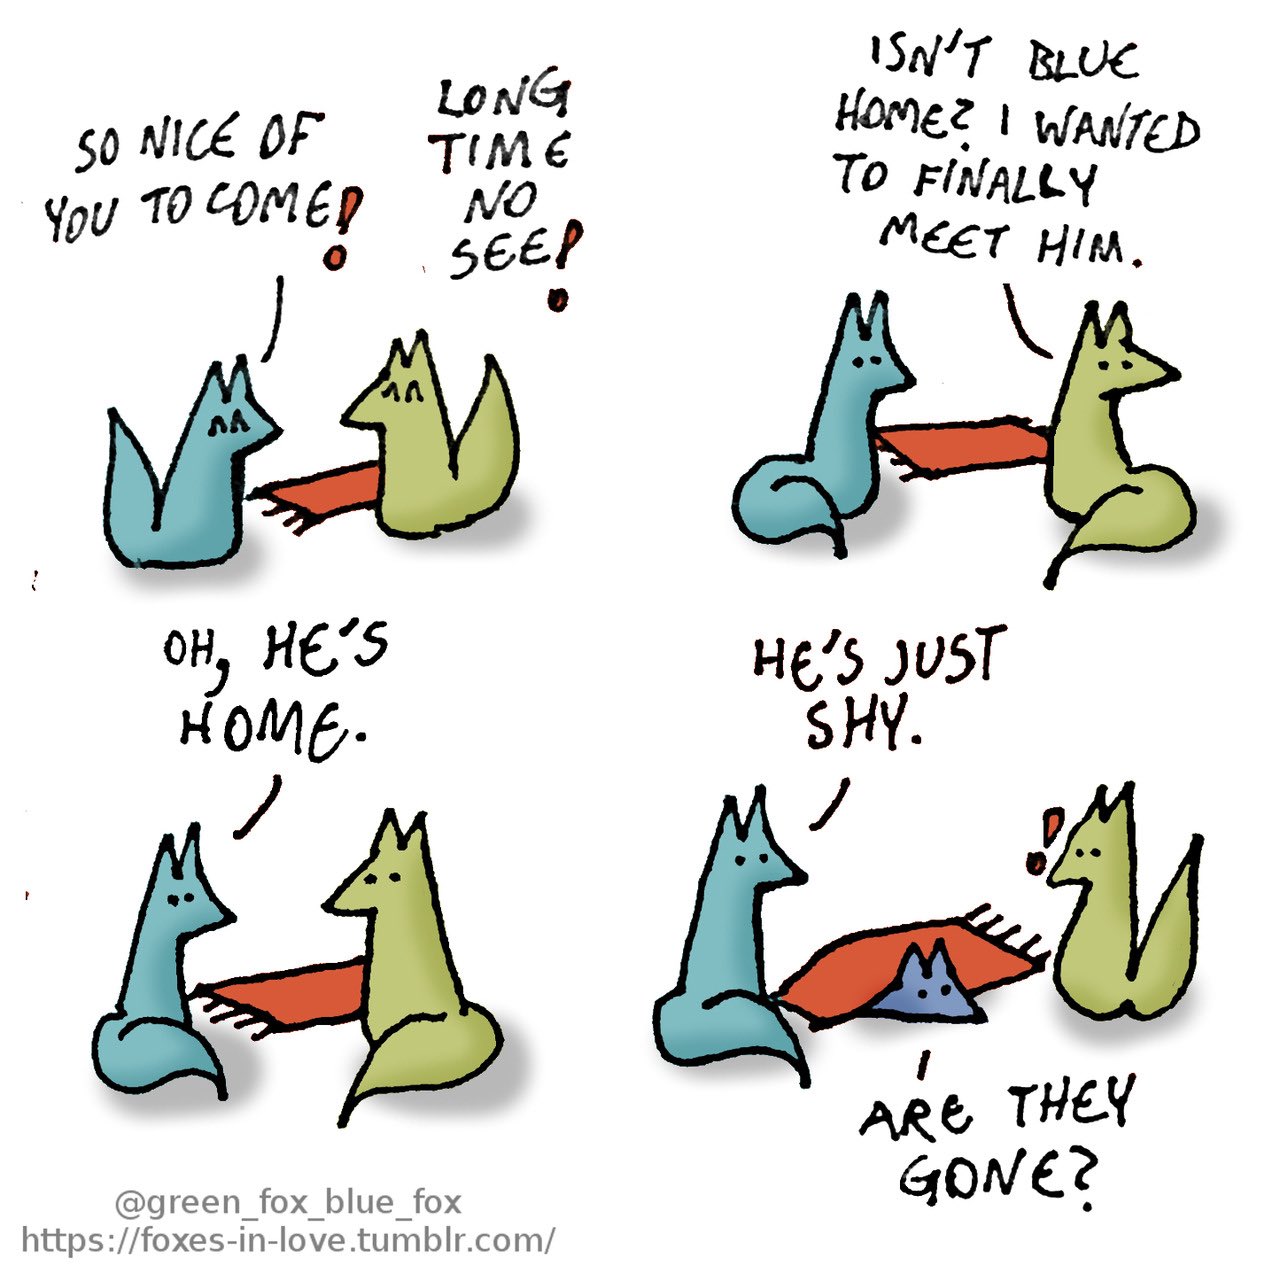 SO NICE OF
YOU TO COME!
LONG
TIME
NO
SEE!
ISN'T BLUE
HOME? I WANTED
TO FINALLY
MEET HIM.
OH, HE'S
HOME.
HE'S JUST
SHY.
!
ARE THEY
GONE?
@green_fox_blue_fox
https://foxes-in-love.tumblr.com/